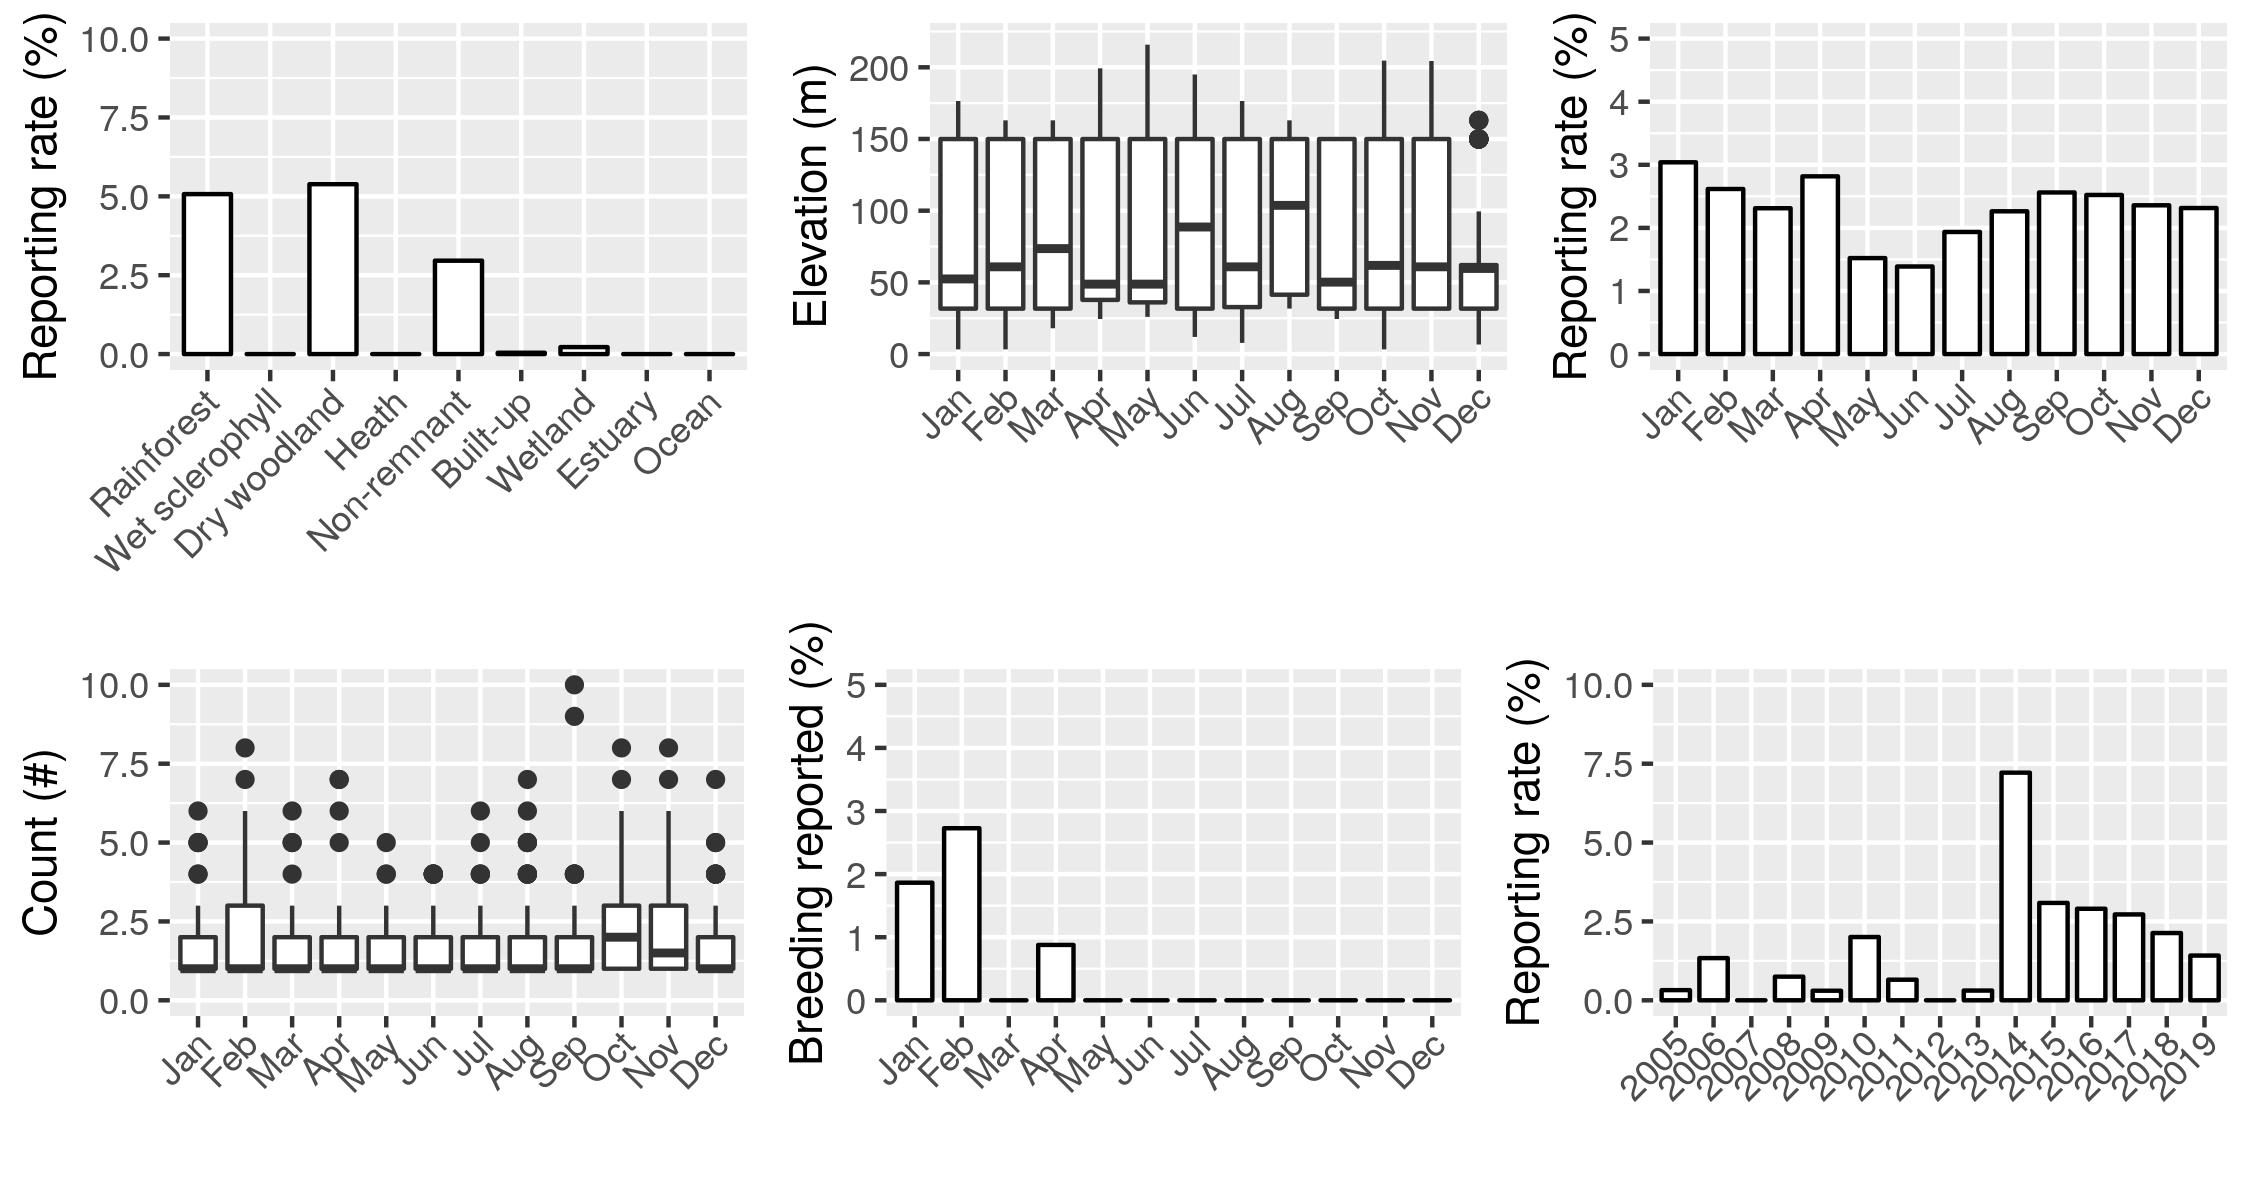 Reporting rate (%)
10.0
7.5
5.0
2.5
0.0
Rainforest
Wet sclerophyll
Dry woodland
Heath
Non-remnant
Built-up
Wetland
Estuary
Ocean
Elevation (m)
200
150
100
50
0
Jan Feb Mar Apr May Jun Jul Aug Sep Oct Nov Dec
Reporting rate (%)
5
4
3
2
1
0
Jan Feb Mar Apr May Jun Jul Aug Sep Oct Nov Dec
Count (#)
10.0
7.5
5.0
2.5
0.0
Jan Feb Mar Apr May Jun Jul Aug Sep Oct Nov Dec
Breeding reported (%)
5
4
3
2
1
0
Jan Feb Mar Apr May Jun Jul Aug Sep Oct Nov Dec
Reporting rate (%)
10.0
7.5
5.0
2.5
0.0
2005 2006 2007 2008 2009 2010 2011 2012 2013 2014 2015 2016 2017 2018 2019